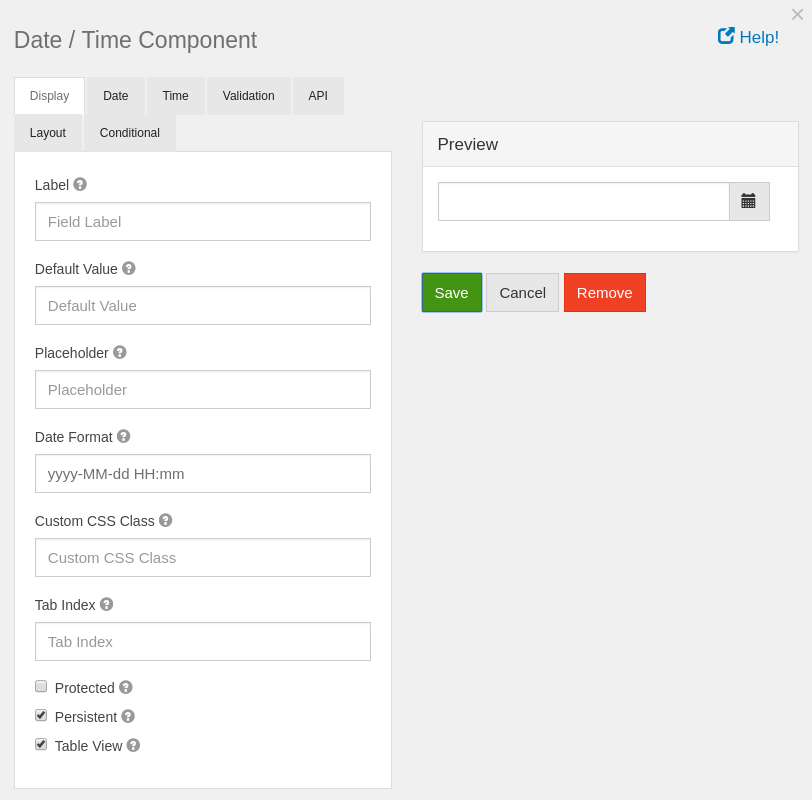 ×
Date / Time Component
Help!
Display Date Time Validation API
Layout Conditional
Label ?
Field Label
Default Value ?
Default Value
Placeholder ?
Placeholder
Date Format ?
yyyy-MM-dd HH:mm
Custom CSS Class ?
Custom CSS Class
Tab Index ?
Tab Index
Protected ?
Persistent ?
Table View ?
Preview
Save Cancel Remove